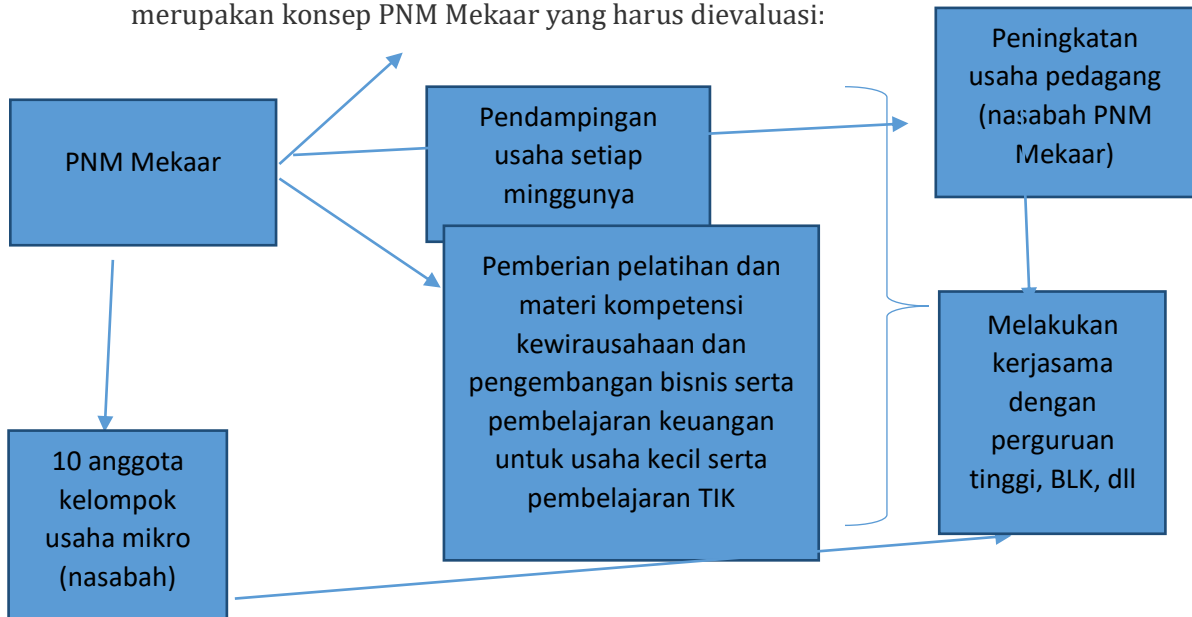 merupakan konsep PNM Mekaar yang harus dievaluasi:
PNM Mekaar
Pendampingan
usaha setiap
minggunya
Peningkatan
usaha pedagang
(nasabah PNM
Mekaar)
Pemberian pelatihan dan
materi kompetensi
kewirausahaan dan
pengembangan bisnis serta
pembelajaran keuangan
untuk usaha kecil serta
pembelajaran TIK
Melakukan
kerjasama
dengan
perguruan
tinggi, BLK, dll
10 anggota
kelompok
usaha mikro
(nasabah)